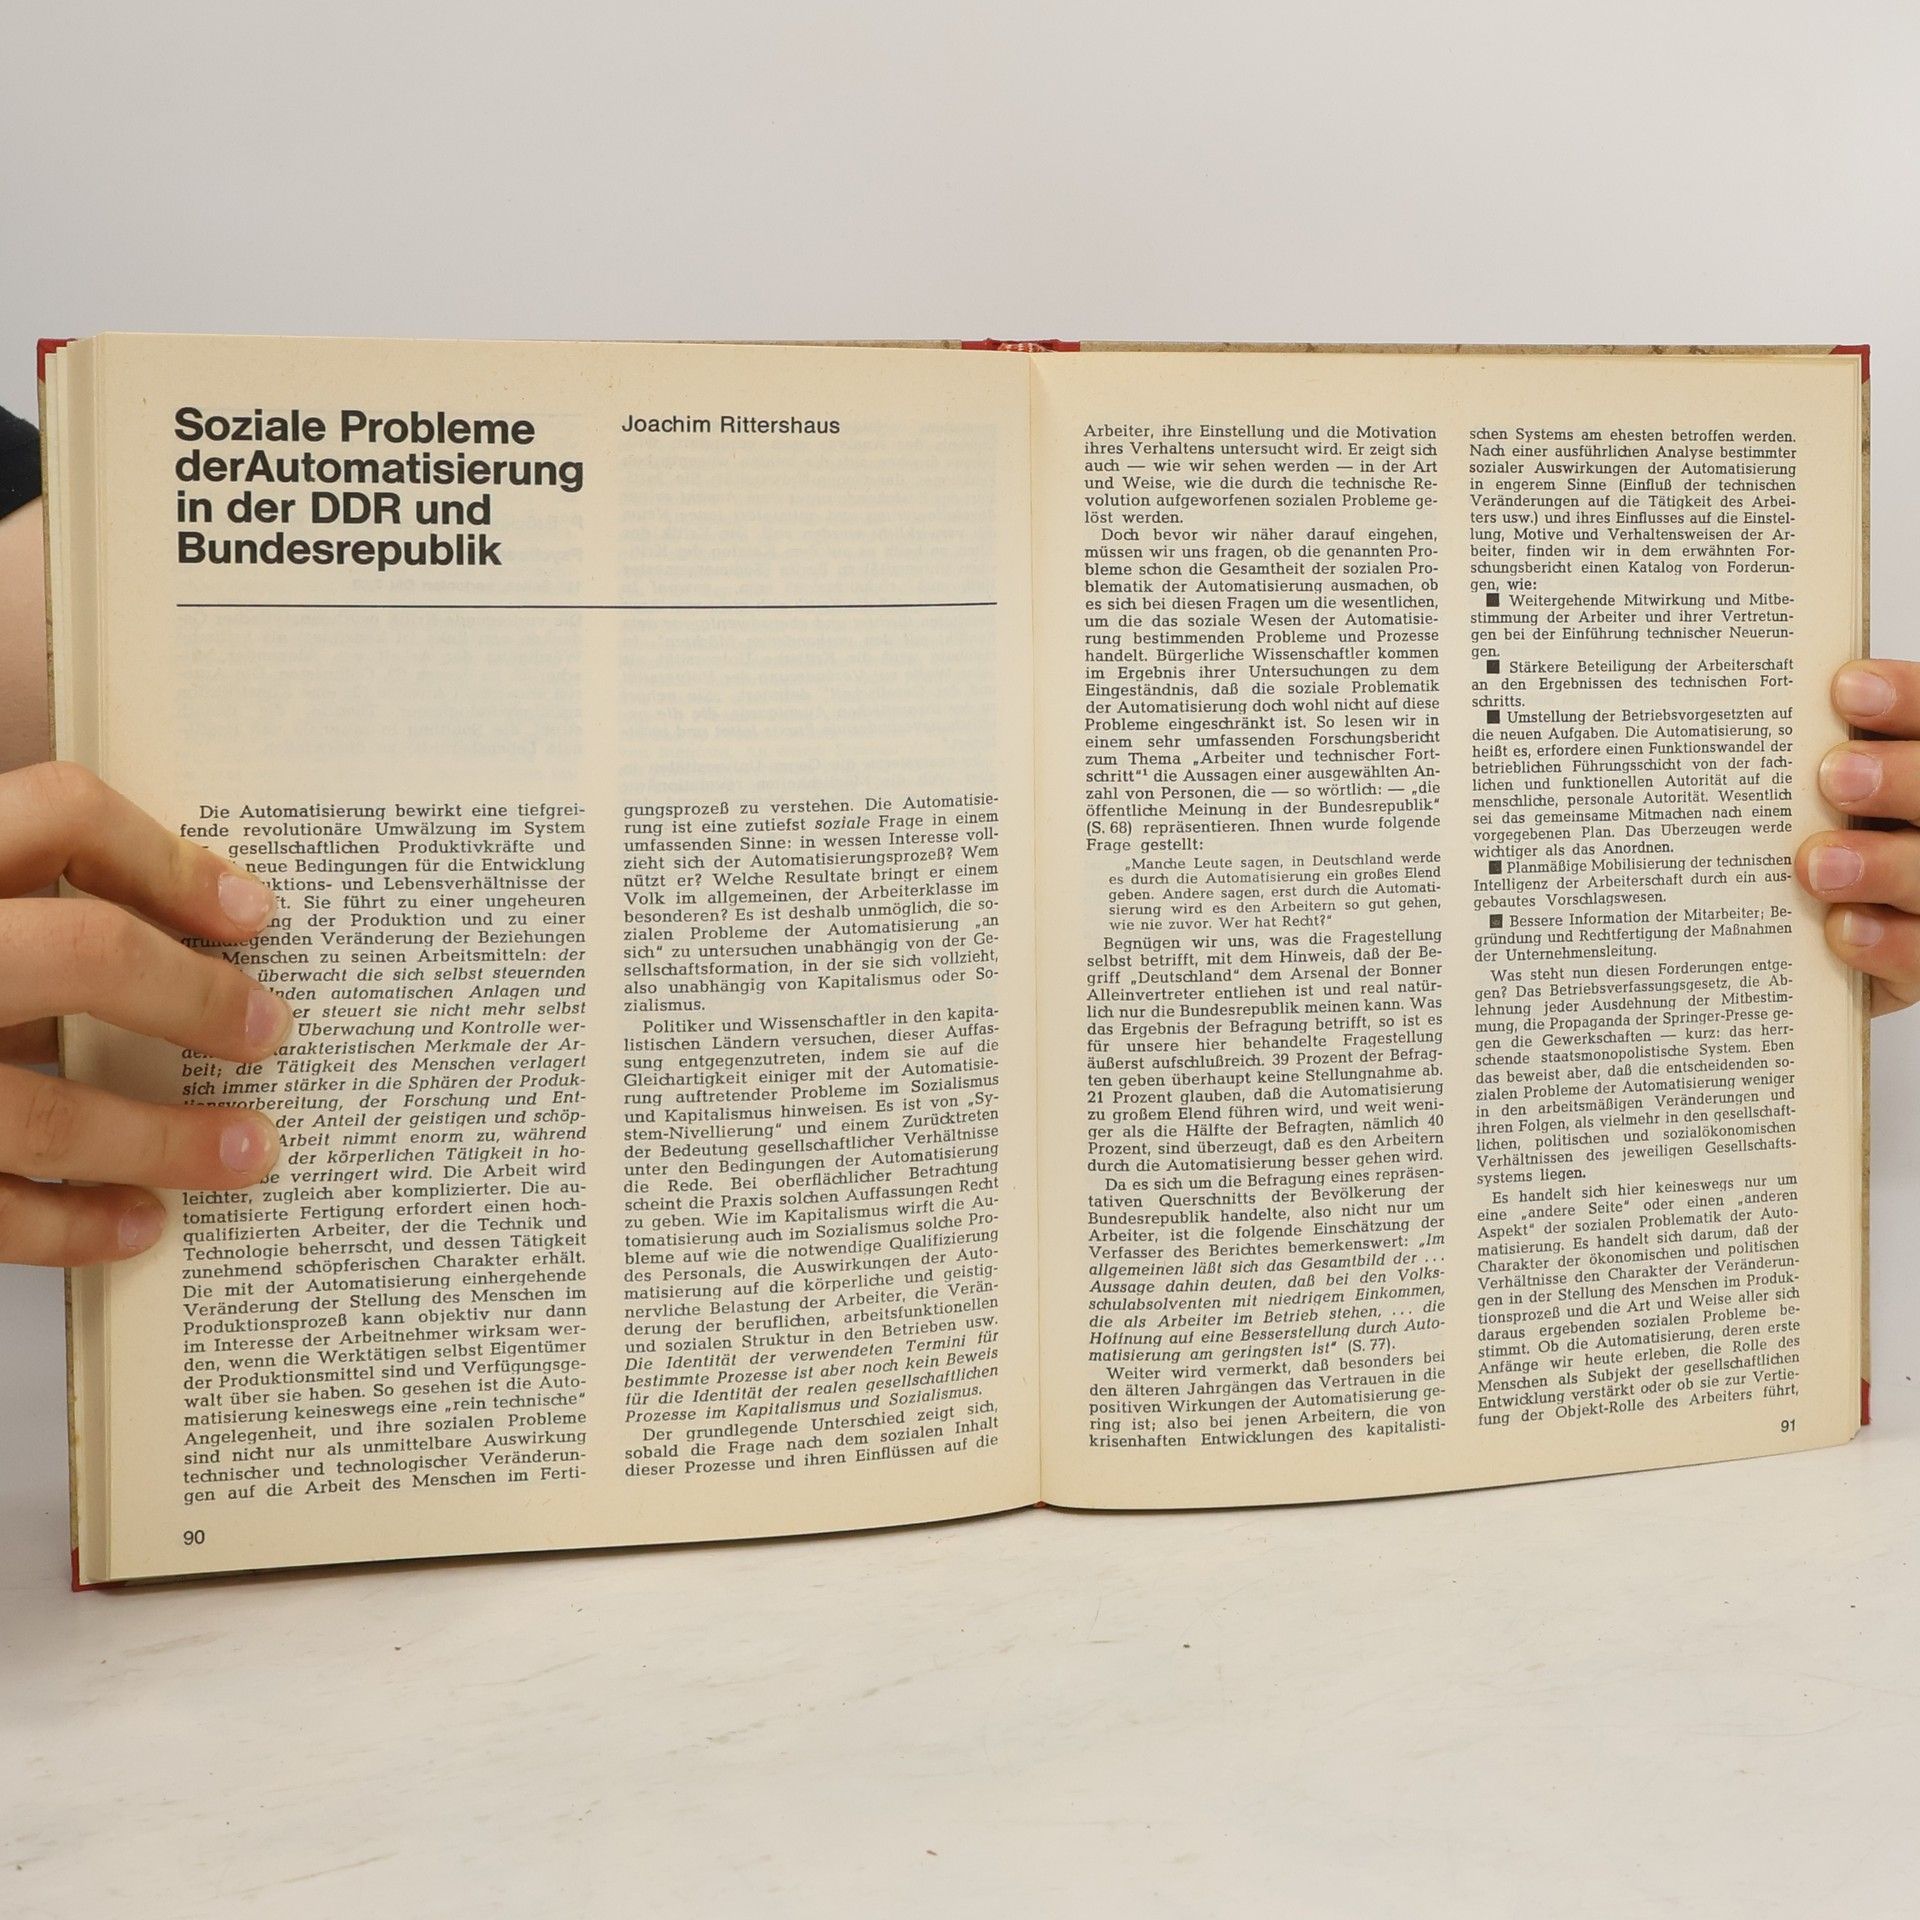 Soziale Probleme
derAutomatisierung
in der DDR und
Bundesrepublik
Joachim Rittershaus
Die Automatisierung bewirkt eine tiefgrei-
fende revolutionäre Umwälzung im System
gesellschaftlichen Produktivkräfte und
neue Bedingungen für die Entwicklung
uktions- und Lebensverhältnisse der
ft. Sie führt zu einer ungeheuren
ng der Produktion und zu einer
grundlegenden Veränderung der Beziehungen
Menschen zu seinen Arbeitsmitteln: der
überwacht die sich selbst steuernden
lnden automatischen Anlagen und
er steuert sie nicht mehr selbst
Überwachung und Kontrolle wer-
den arakteristischen Merkmale der Ar-
beit; die Tätigkeit des Menschen verlagert
sich immer stärker in die Sphären der Produk-
tionsvorbereitung, der Forschung und Ent-
der Anteil der geistigen und schöp-
Arbeit nimmt enorm zu, während
der körperlichen Tätigkeit in ho-
be verringert wird. Die Arbeit wird
leichter, zugleich aber komplizierter. Die au-
tomatisierte Fertigung erfordert einen hoch-
qualifizierten Arbeiter, der die Technik und
Technologie beherrscht, und dessen Tätigkeit
zunehmend schöpferischen Charakter erhält.
Die mit der Automatisierung einhergehende
Veränderung der Stellung des Menschen im
Produktionsprozeß kann objektiv nur dann
im Interesse der Arbeitnehmer wirksam wer-
den, wenn die Werktätigen selbst Eigentümer
der Produktionsmittel sind und Verfügungsge-
walt über sie haben. So gesehen ist die Auto-
matisierung keineswegs eine „rein technische"
Angelegenheit, und ihre sozialen Probleme
sind nicht nur als unmittelbare Auswirkung
technischer und technologischer Veränderun-
gen auf die Arbeit des Menschen im Ferti-
90
gungsprozeß zu verstehen. Die Automatisie-
rung ist eine zutiefst soziale Frage in einem
umfassenden Sinne: in wessen Interesse voll-
zieht sich der Automatisierungsprozeß? Wem
nützt er? Welche Resultate bringt er einem
Volk im allgemeinen, der Arbeiterklasse im
besonderen? Es ist deshalb unmöglich, die so-
zialen Probleme der Automatisierung „an
sich" zu untersuchen unabhängig von der Ge-
sellschaftsformation, in der sie sich vollzieht,
also unabhängig von Kapitalismus oder So-
zialismus.
Politiker und Wissenschaftler in den kapita-
listischen Ländern versuchen, dieser Auffas-
sung entgegenzutreten, indem sie auf die
Gleichartigkeit einiger mit der Automatisie-
rung auftretender Probleme im Sozialismus
und Kapitalismus hinweisen. Es ist von „Sy-
stem-Nivellierung" und einem Zurücktreten
der Bedeutung gesellschaftlicher Verhältnisse
unter den Bedingungen der Automatisierung
die Rede. Bei oberflächlicher Betrachtung
scheint die Praxis solchen Auffassungen Recht
zu geben. Wie im Kapitalismus wirft die Au-
tomatisierung auch im Sozialismus solche Pro-
bleme auf wie die notwendige Qualifizierung
des Personals, die Auswirkungen der Auto-
matisierung auf die körperliche und geistig-
nervliche Belastung der Arbeiter, die Verän-
derung der beruflichen, arbeitsfunktionellen
und sozialen Struktur in den Betrieben usw.
Die Identität der verwendeten Termini für
bestimmte Prozesse ist aber noch kein Beweis
für die Identität der realen gesellschaftlichen
Prozesse im Kapitalismus und Sozialismus.
Der grundlegende Unterschied zeigt sich,
sobald die Frage nach dem sozialen Inhalt
dieser Prozesse und ihren Einflüssen auf die
Arbeiter, ihre Einstellung und die Motivation
ihres Verhaltens untersucht wird. Er zeigt sich
auch — wie wir sehen werden — in der Art
und Weise, wie die durch die technische Re-
volution aufgeworfenen sozialen Probleme ge-
löst werden.
Doch bevor wir näher darauf eingehen,
müssen wir uns fragen, ob die genannten Pro-
bleme schon die Gesamtheit der sozialen Pro-
blematik der Automatisierung ausmachen, ob
es sich bei diesen Fragen um die wesentlichen,
um die das soziale Wesen der Automatisie-
rung bestimmenden Probleme und Prozesse
handelt. Bürgerliche Wissenschaftler kommen
im Ergebnis ihrer Untersuchungen zu dem
Eingeständnis, daß die soziale Problematik
der Automatisierung doch wohl nicht auf diese
Probleme eingeschränkt ist. So lesen wir in
einem sehr umfassenden Forschungsbericht
zum Thema „Arbeiter und technischer Fort-
schritt"¹ die Aussagen einer ausgewählten An-
zahl von Personen, die — so wörtlich: — „die
öffentliche Meinung in der Bundesrepublik"
(S. 68) repräsentieren. Ihnen wurde folgende
Frage gestellt:
„Manche Leute sagen, in Deutschland werde
es durch die Automatisierung ein großes Elend
geben. Andere sagen, erst durch die Automati-
sierung wird es den Arbeitern so gut gehen,
wie nie zuvor. Wer hat Recht?"
Begnügen wir uns, was die Fragestellung
selbst betrifft, mit dem Hinweis, daß der Be-
griff „Deutschland" dem Arsenal der Bonner
Alleinvertreter entliehen ist und real natür-
lich nur die Bundesrepublik meinen kann. Was
das Ergebnis der Befragung betrifft, so ist es
für unsere hier behandelte Fragestellung
äußerst aufschlußreich. 39 Prozent der Befrag-
ten geben überhaupt keine Stellungnahme ab.
21 Prozent glauben, daß die Automatisierung
zu großem Elend führen wird, und weit weni-
ger als die Hälfte der Befragten, nämlich 40
Prozent, sind überzeugt, daß es den Arbeitern
durch die Automatisierung besser gehen wird.
Da es sich um die Befragung eines repräsen-
tativen Querschnitts der Bevölkerung der
Bundesrepublik handelte, also nicht nur um
Arbeiter, ist die folgende Einschätzung der
Verfasser des Berichtes bemerkenswert: „Im
allgemeinen läßt sich das Gesamtbild der ...
Aussage dahin deuten, daß bei den Volks-
schulabsolventen mit niedrigem Einkommen,
die als Arbeiter im Betrieb stehen, ... die
Hoffnung auf eine Besserstellung durch Auto-
matisierung am geringsten ist" (S. 77).
Weiter wird vermerkt, daß besonders bei
den älteren Jahrgängen das Vertrauen in die
positiven Wirkungen der Automatisierung ge-
ring ist; also bei jenen Arbeitern, die von
krisenhaften Entwicklungen des kapitalisti-
schen Systems am ehesten betroffen werden.
Nach einer ausführlichen Analyse bestimmter
sozialer Auswirkungen der Automatisierung
in engerem Sinne (Einfluß der technischen
Veränderungen auf die Tätigkeit des Arbei-
ters usw.) und ihres Einflusses auf die Einstel-
lung, Motive und Verhaltensweisen der Ar-
beiter, finden wir in dem erwähnten For-
schungsbericht einen Katalog von Forderun-
gen, wie:
■ Weitergehende Mitwirkung und Mitbe-
stimmung der Arbeiter und ihrer Vertretun-
gen bei der Einführung technischer Neuerun-
gen.
■ Stärkere Beteiligung der Arbeiterschaft
an den Ergebnissen des technischen Fort-
schritts.
■ Umstellung der Betriebsvorgesetzten auf
die neuen Aufgaben. Die Automatisierung, so
heißt es, erfordere einen Funktionswandel der
betrieblichen Führungsschicht von der fach-
lichen und funktionellen Autorität auf die
menschliche, personale Autorität. Wesentlich
sei das gemeinsame Mitmachen nach einem
vorgegebenen Plan. Das Überzeugen werde
wichtiger als das Anordnen.
■ Planmäßige Mobilisierung der technischen
Intelligenz der Arbeiterschaft durch ein aus-
gebautes Vorschlagswesen.
■ Bessere Information der Mitarbeiter; Be-
gründung und Rechtfertigung der Maßnahmen
der Unternehmensleitung.
Was steht nun diesen Forderungen entge-
gen? Das Betriebsverfassungsgesetz, die Ab-
lehnung jeder Ausdehnung der Mitbestim-
mung, die Propaganda der Springer-Presse ge-
gen die Gewerkschaften — kurz: das herr-
schende staatsmonopolistische System. Eben
das beweist aber, daß die entscheidenden so-
zialen Probleme der Automatisierung weniger
in den arbeitsmäßigen Veränderungen und
ihren Folgen, als vielmehr in den gesellschaft-
lichen, politischen und sozialökonomischen
Verhältnissen des jeweiligen Gesellschafts-
systems liegen.
Es handelt sich hier keineswegs nur um
eine „andere Seite" oder einen „anderen
Aspekt" der sozialen Problematik der Auto-
matisierung. Es handelt sich darum, daß der
Charakter der ökonomischen und politischen
Verhältnisse den Charakter der Veränderun-
gen in der Stellung des Menschen im Produk-
tionsprozeß und die Art und Weise aller sich
daraus ergebenden sozialen Probleme be-
stimmt. Ob die Automatisierung, deren erste
Anfänge wir heute erleben, die Rolle des
Menschen als Subjekt der gesellschaftlichen
Entwicklung verstärkt oder ob sie zur Vertie-
fung der Objekt-Rolle des Arbeiters führt,
91